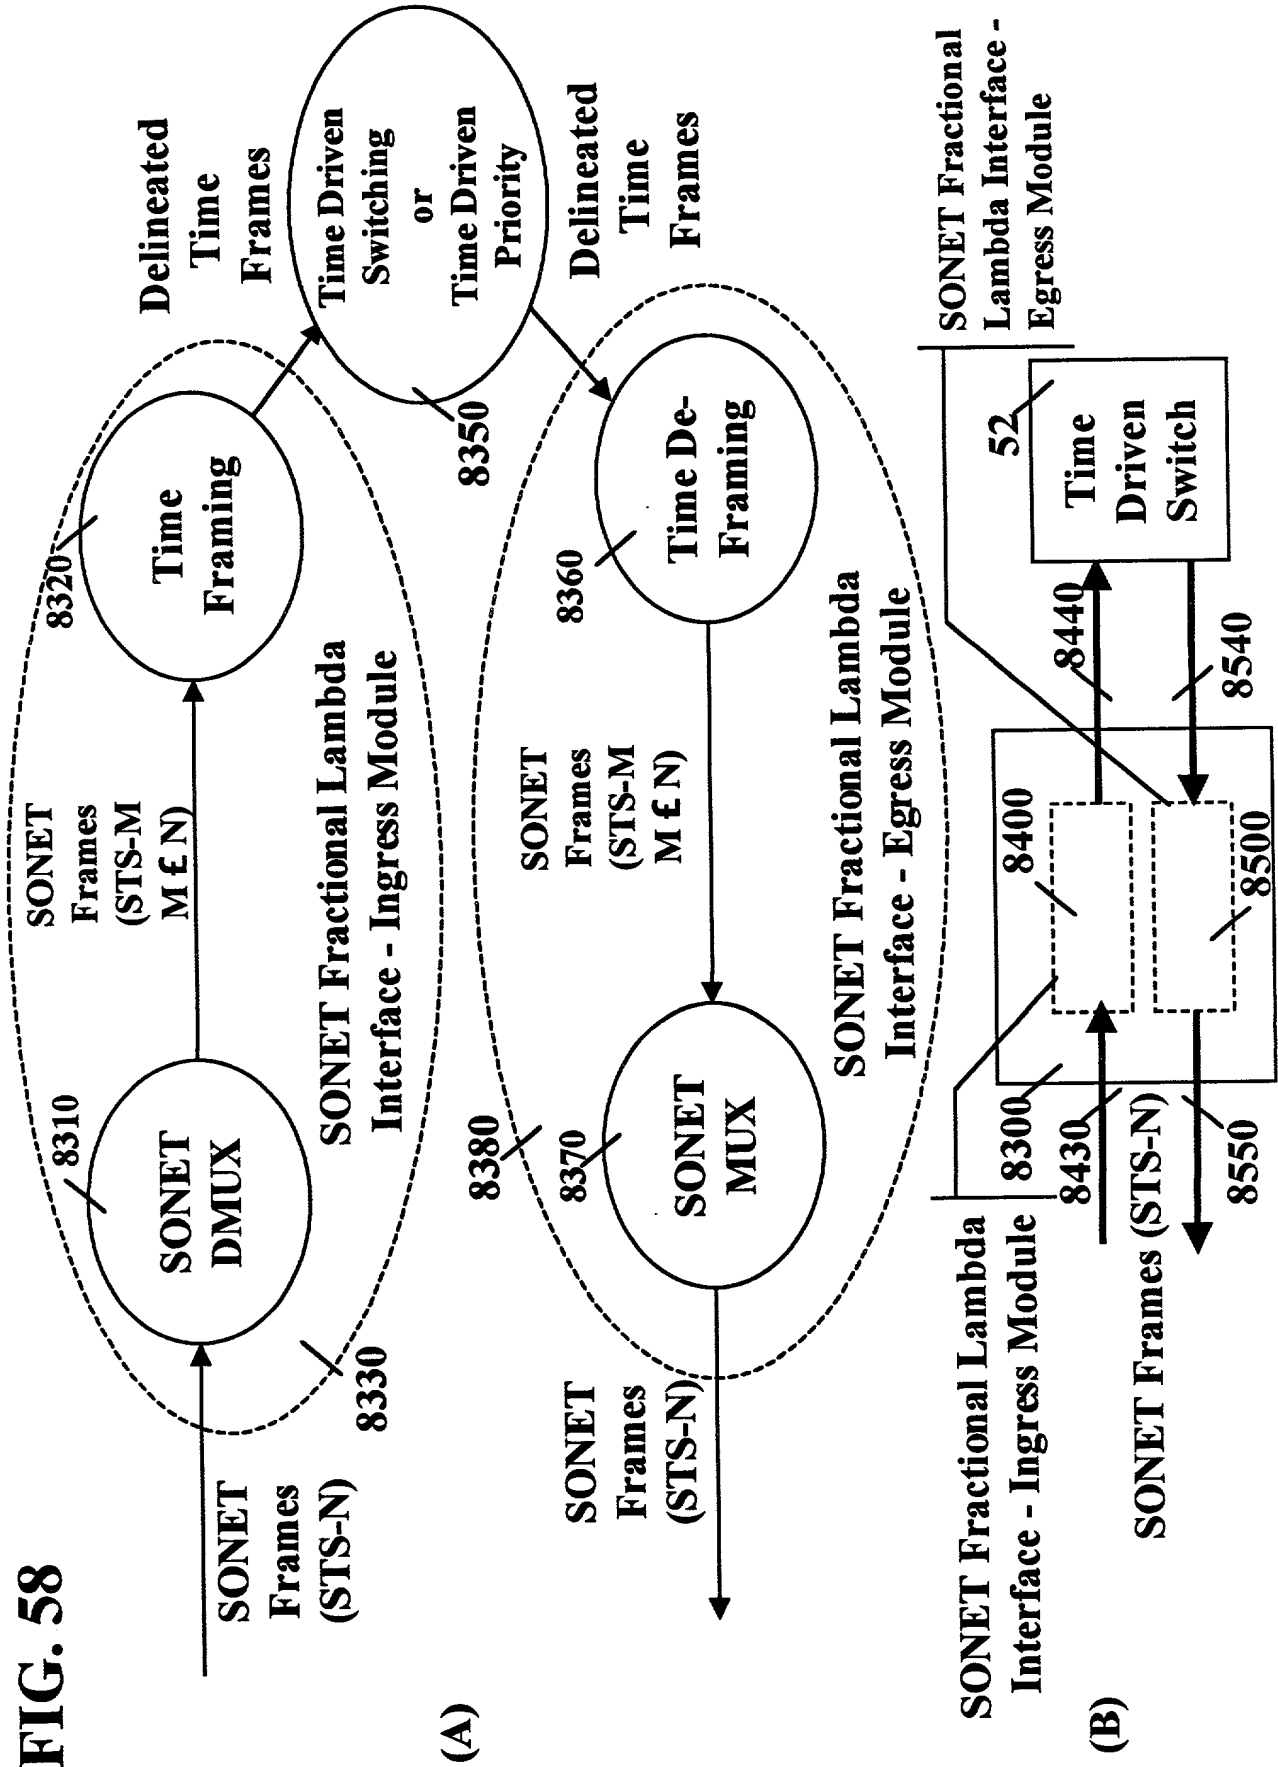 FIG. 58
(A)
SONET
Frames
(STS-N)
8330
SONET
DMUX
8310
SONET
Frames
(STS-M
M £ N)
SONET Fractional Lambda
Interface - Ingress Module
Time
Framing
8320
Delineated
Time
Frames
Time Driven
Switching
or
Time Driven
Priority
8350
Delineated
Time
Frames
Time De-
Framing
8360
SONET
Frames
(STS-M
M £ N)
SONET Fractional Lambda
Interface - Egress Module
SONET
MUX
8370
8380
SONET
Frames
(STS-N)
(B)
SONET Fractional Lambda
Interface - Ingress Module
SONET Frames (STS-N)
8300
8430
8550
8400
8500
8440
8540
52
Time
Driven
Switch
SONET Fractional
Lambda Interface -
Egress Module